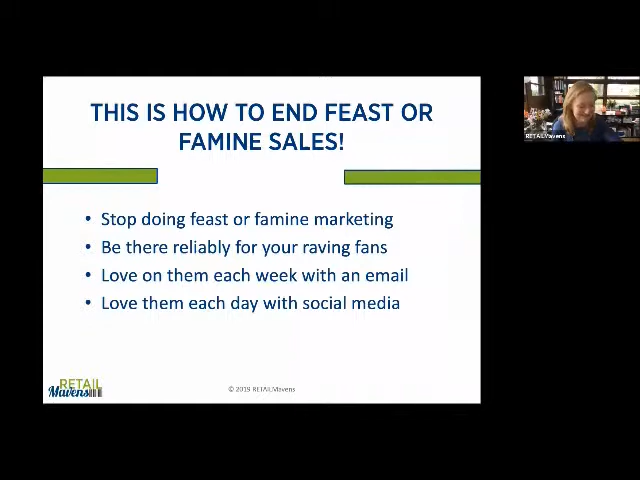 THIS IS HOW TO END FEAST OR
FAMINE SALES!
• Stop doing feast or famine marketing
• Be there reliably for your raving fans
• Love on them each week with an email
• Love them each day with social media
RETAIL
Mavens
© 2019 RETAILMavens
RETAILMavens